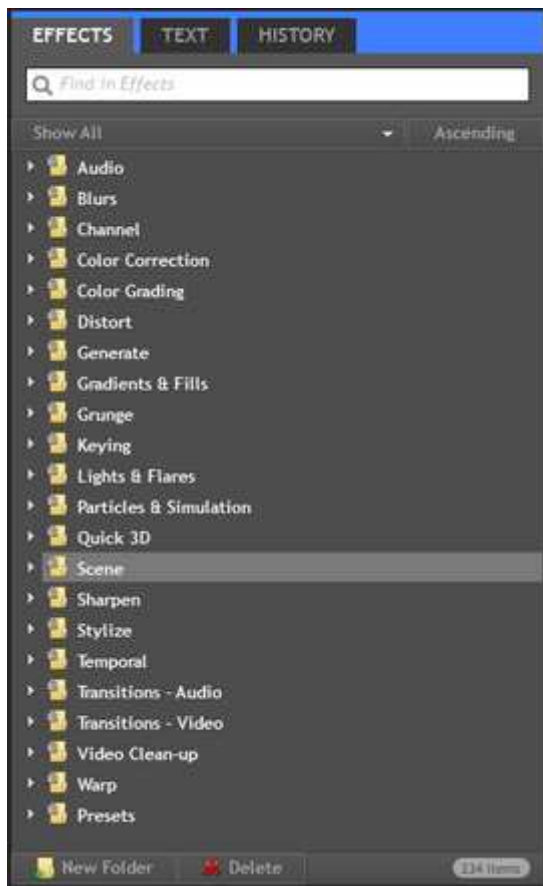 EFFECTS TEXT HISTORY
Find in Effects
Show All Ascending
Audio
Blurs
Channel
Color Correction
Color Grading
Distort
Generate
Gradients & Fills
Grunge
Keying
Lights & Flares
Particles & Simulation
Quick 3D
Scene
Sharpen
Stylize
Temporal
Transitions - Audio
Transitions - Video
Video Clean-up
Warp
Presets
New Folder Delete 234 Items